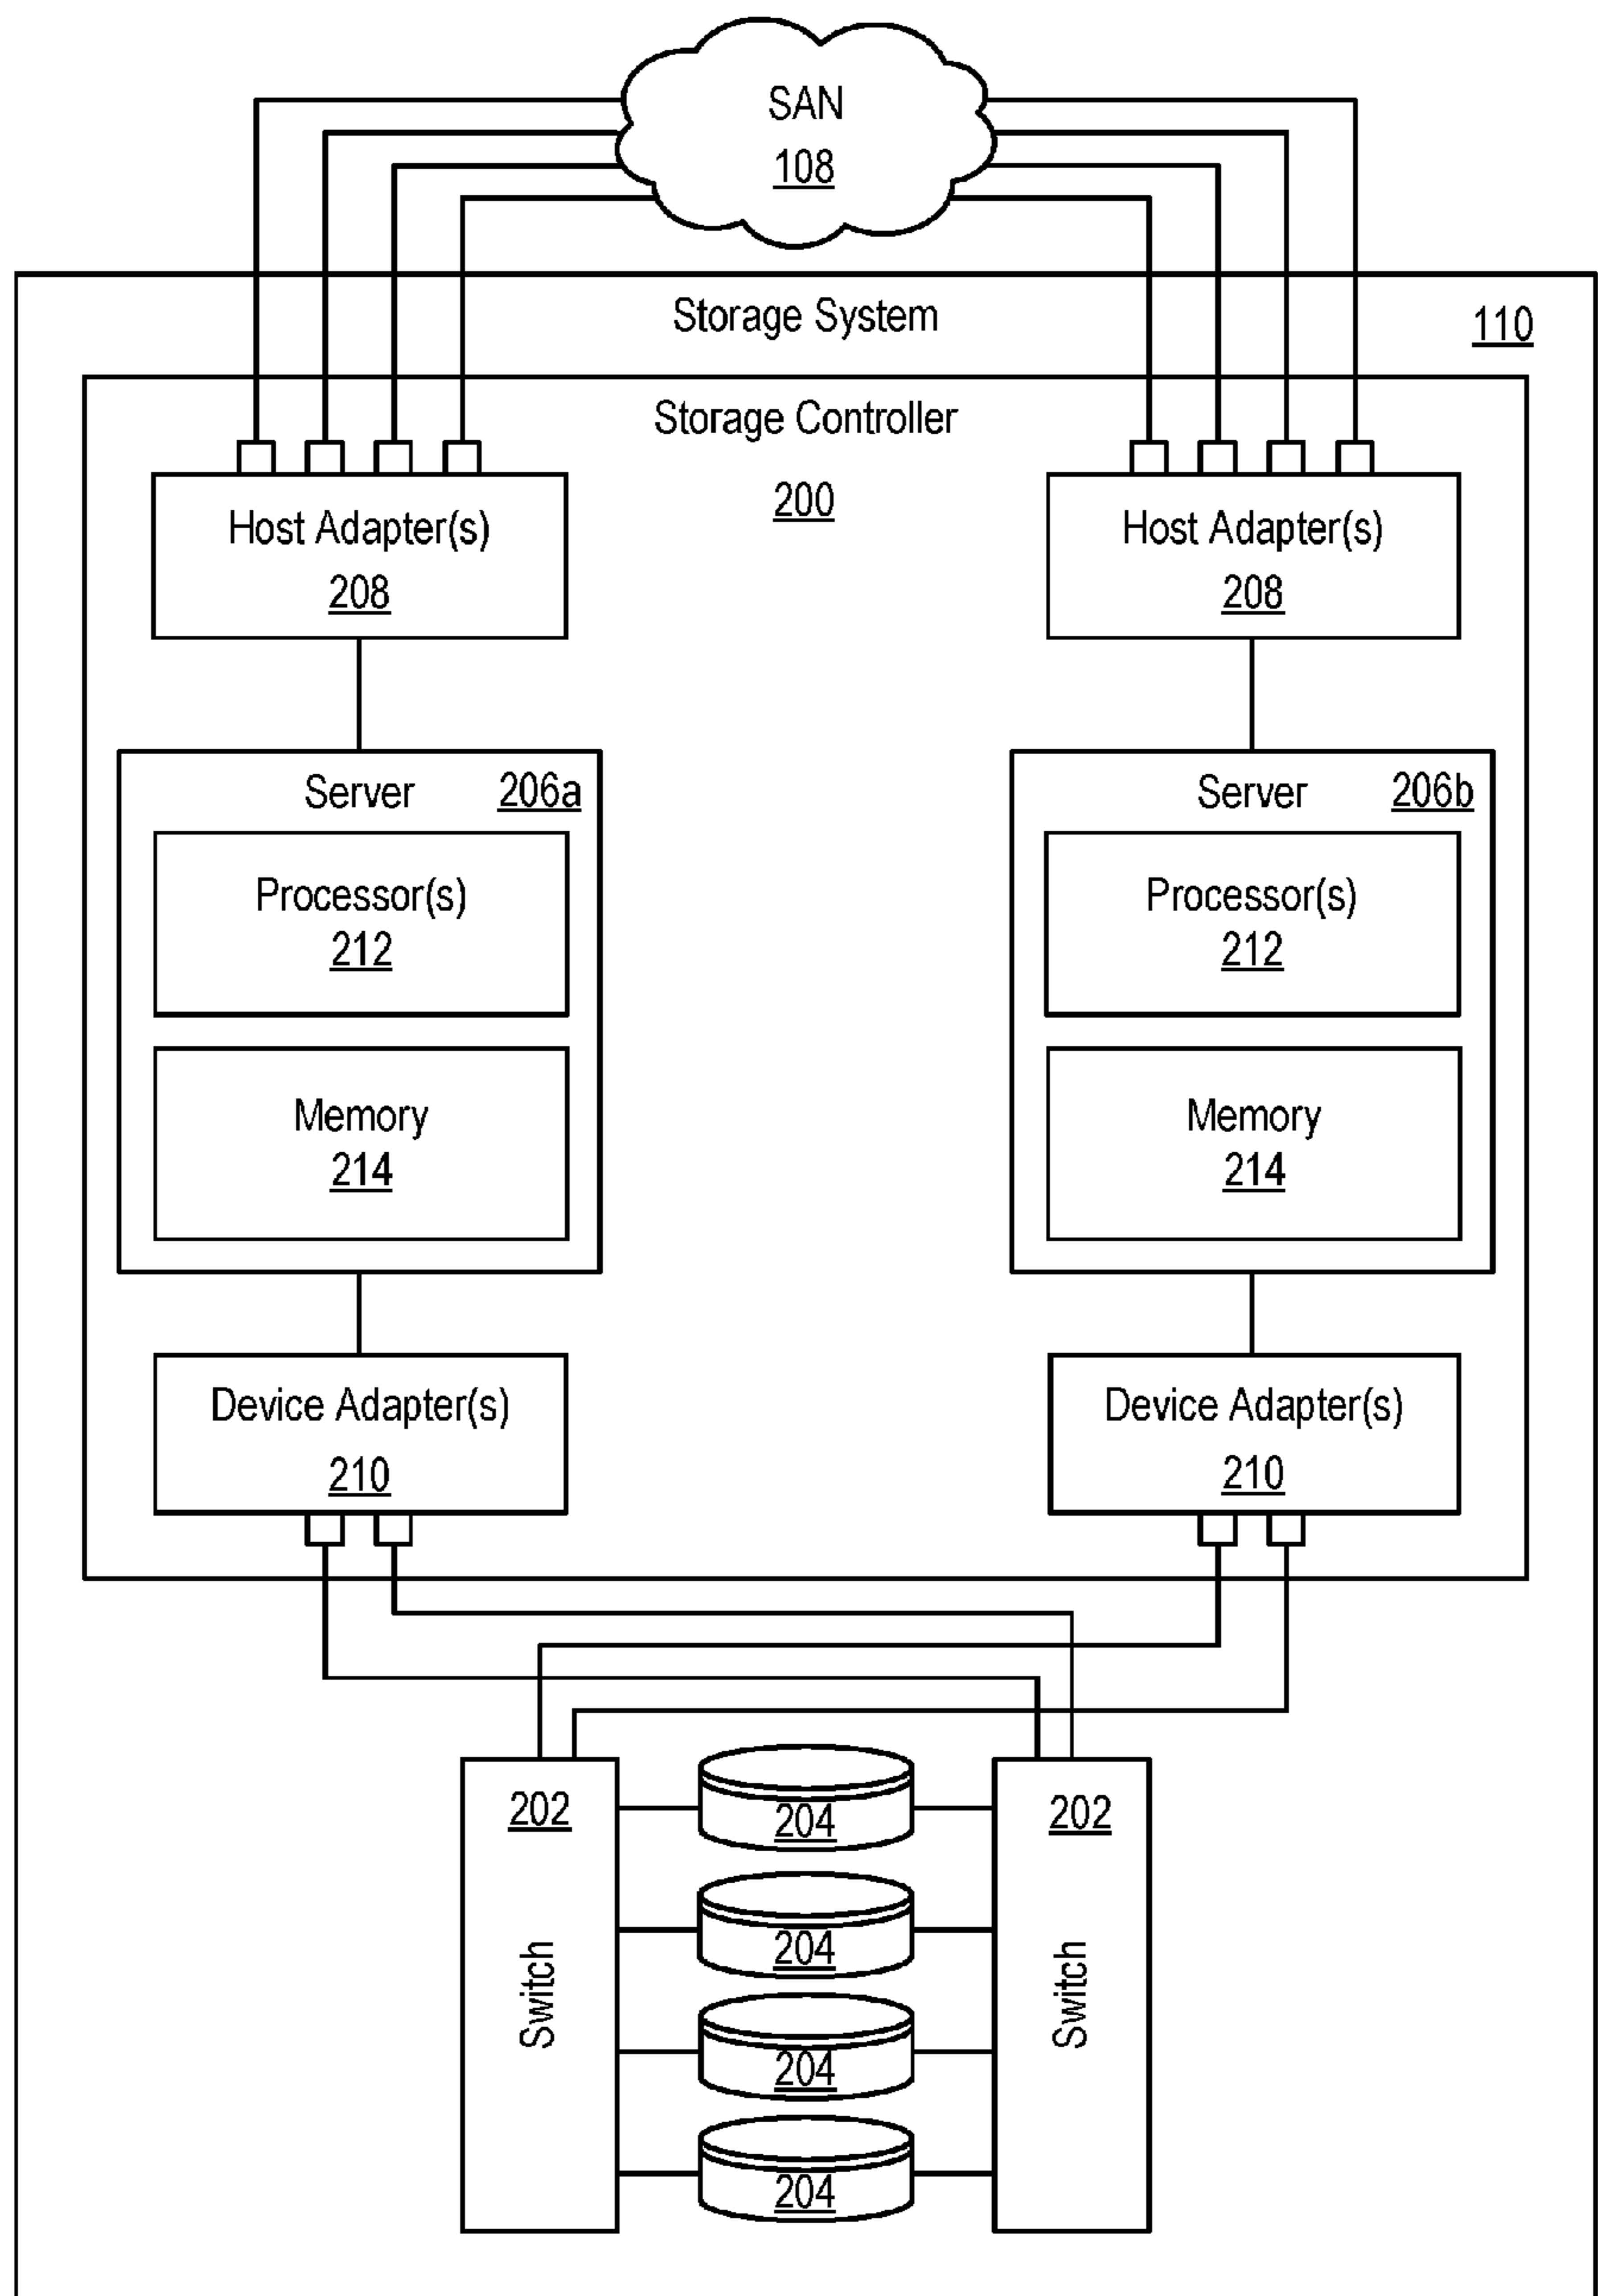 SAN
108
Storage System
110
Storage Controller
200
Host Adapter(s)
208
Host Adapter(s)
208
Server 206a
Processor(s)
212
Memory
214
Server 206b
Processor(s)
212
Memory
214
Device Adapter(s)
210
Device Adapter(s)
210
202
Switch
204
204
204
204
202
Switch